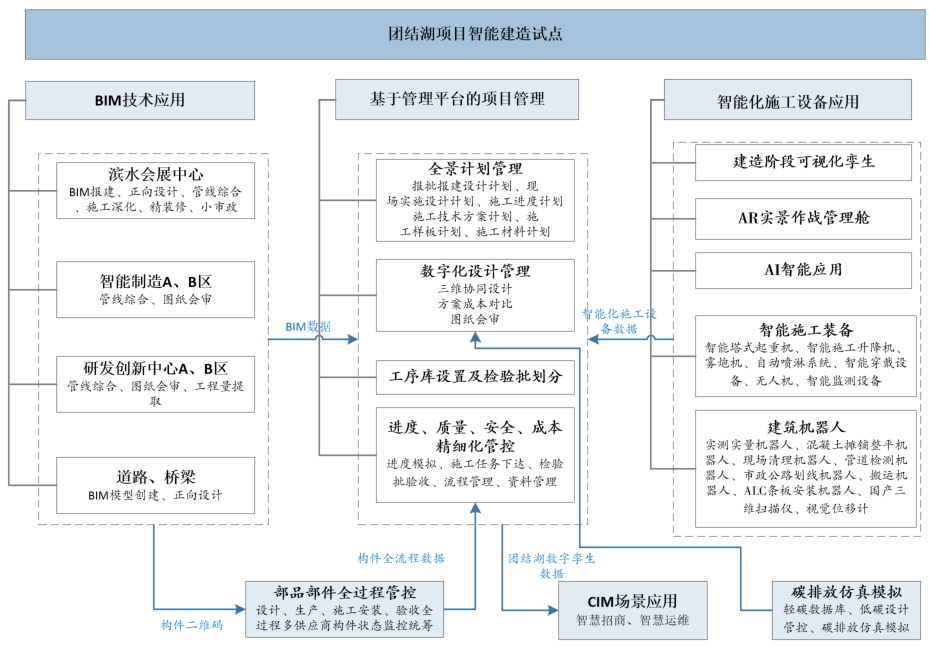 团结湖项目智能建造试点
BIM技术应用
滨水会展中心
BIM报建、正向设计、管线综合
、施工深化、精装修、小市政
智能制造A、B区
管线综合、图纸会审
研发创新中心A、B区
管线综合、图纸会审、工程量提
取
道路、桥梁
BIM模型创建、正向设计
BIM数据
基于管理平台的项目管理
全景计划管理
报批报建设计计划、现
场实施设计计划、施工进度计划
施工技术方案计划、施
工样板计划、施工材料计划
数字化设计管理
三维协同设计
方案成本对比
图纸会审
工序库设置及检验批划分
进度、质量、安全、成本
精细化管控
进度模拟、施工任务下达、检验
批验收、流程管理、资料管理
智能化施工设
备数据
智能化施工设备应用
建造阶段可视化孪生
AR实景作战管理舱
AI智能应用
智能施工装备
智能塔式起重机、智能施工升降机、
雾炮机、自动喷淋系统、智能穿戴设
备、无人机、智能监测设备
建筑机器人
实测实量机器人、混凝土摊铺整平机
器人、现场清理机器人、管道检测机
器人、市政公路划线机器人、搬运机
器人、ALC条板安装机器人、国产三
维扫描仪、视觉位移计
构件二维码
部品部件全过程管控
设计、生产、施工安装、验收全
过程多供应商构件状态监控统筹
构件全流程数据
团结湖数字孪生
数据
CIM场景应用
智慧招商、智慧运维
碳排放仿真模拟
轻碳数据库、低碳设计
管控、碳排放仿真模拟